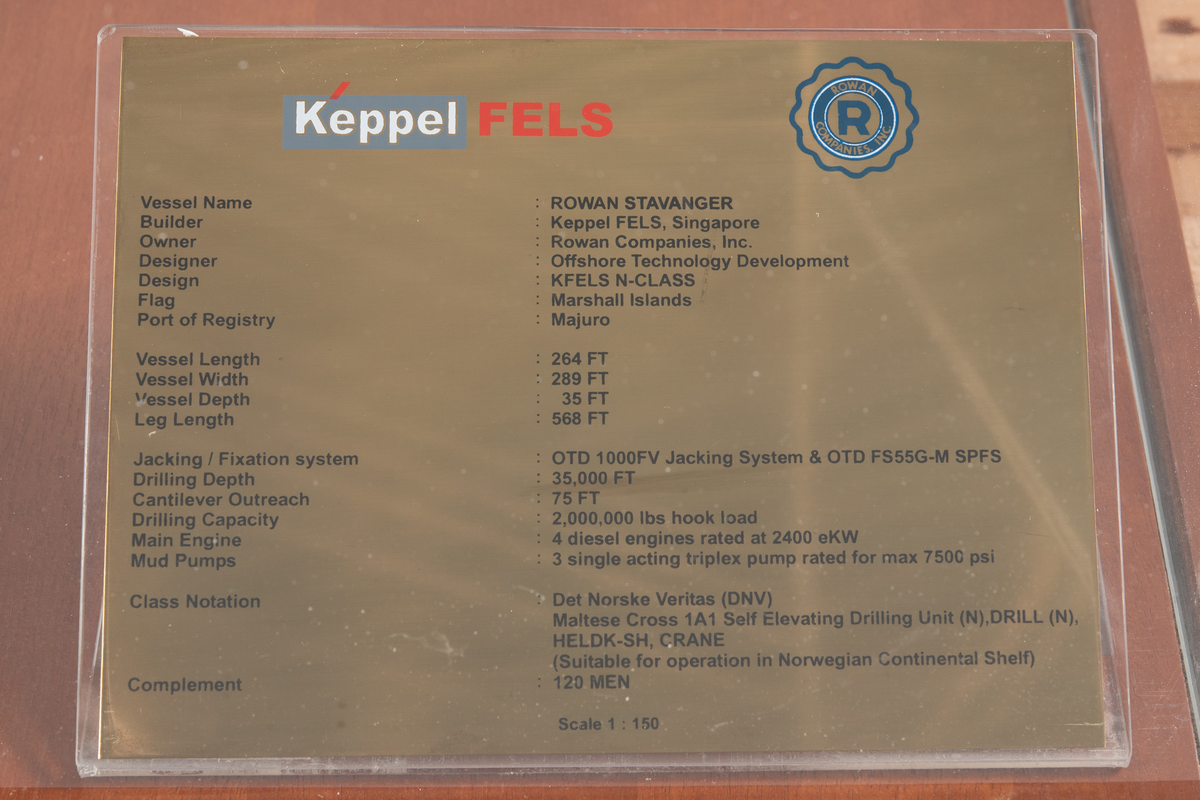 Keppel FELS
ROWAN
R
COMPANIES, INC.
Vessel Name : ROWAN STAVANGER
Builder : Keppel FELS, Singapore
Owner : Rowan Companies, Inc.
Designer : Offshore Technology Development
Design : KFELS N-CLASS
Flag : Marshall Islands
Port of Registry : Majuro
Vessel Length : 264 FT
Vessel Width : 289 FT
Vessel Depth : 35 FT
Leg Length : 568 FT
Jacking / Fixation system : OTD 1000FV Jacking System & OTD FS55G-M SPFS
Drilling Depth : 35,000 FT
Cantilever Outreach : 75 FT
Drilling Capacity : 2,000,000 lbs hook load
Main Engine : 4 diesel engines rated at 2400 eKW
Mud Pumps : 3 single acting triplex pump rated for max 7500 psi
Class Notation : Det Norske Veritas (DNV)
Maltese Cross 1A1 Self Elevating Drilling Unit (N),DRILL (N),
HELDK-SH, CRANE
(Suitable for operation in Norwegian Continental Shelf)
Complement : 120 MEN
Scale 1 : 150